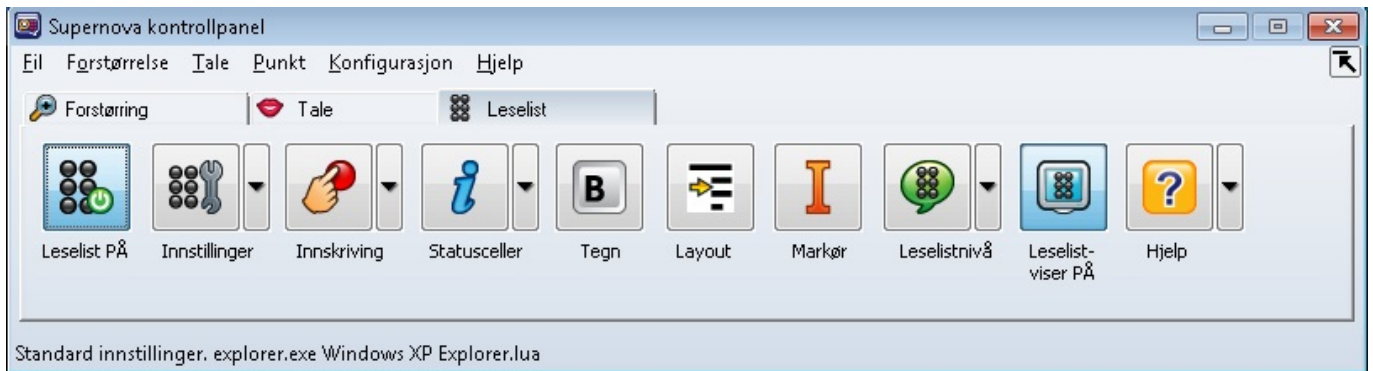 Supernova kontrollpanel
Fil Forstørrelse Tale Punkt Konfigurasjon Hjelp
Forstørring Tale Leselist
B
Leselist PÅ Innstillinger Innskriving Statusceller Tegn Layout Markør Leselistnivå Leselist-
viser PÅ Hjelp
Standard innstillinger. explorer.exe Windows XP Explorer.lua